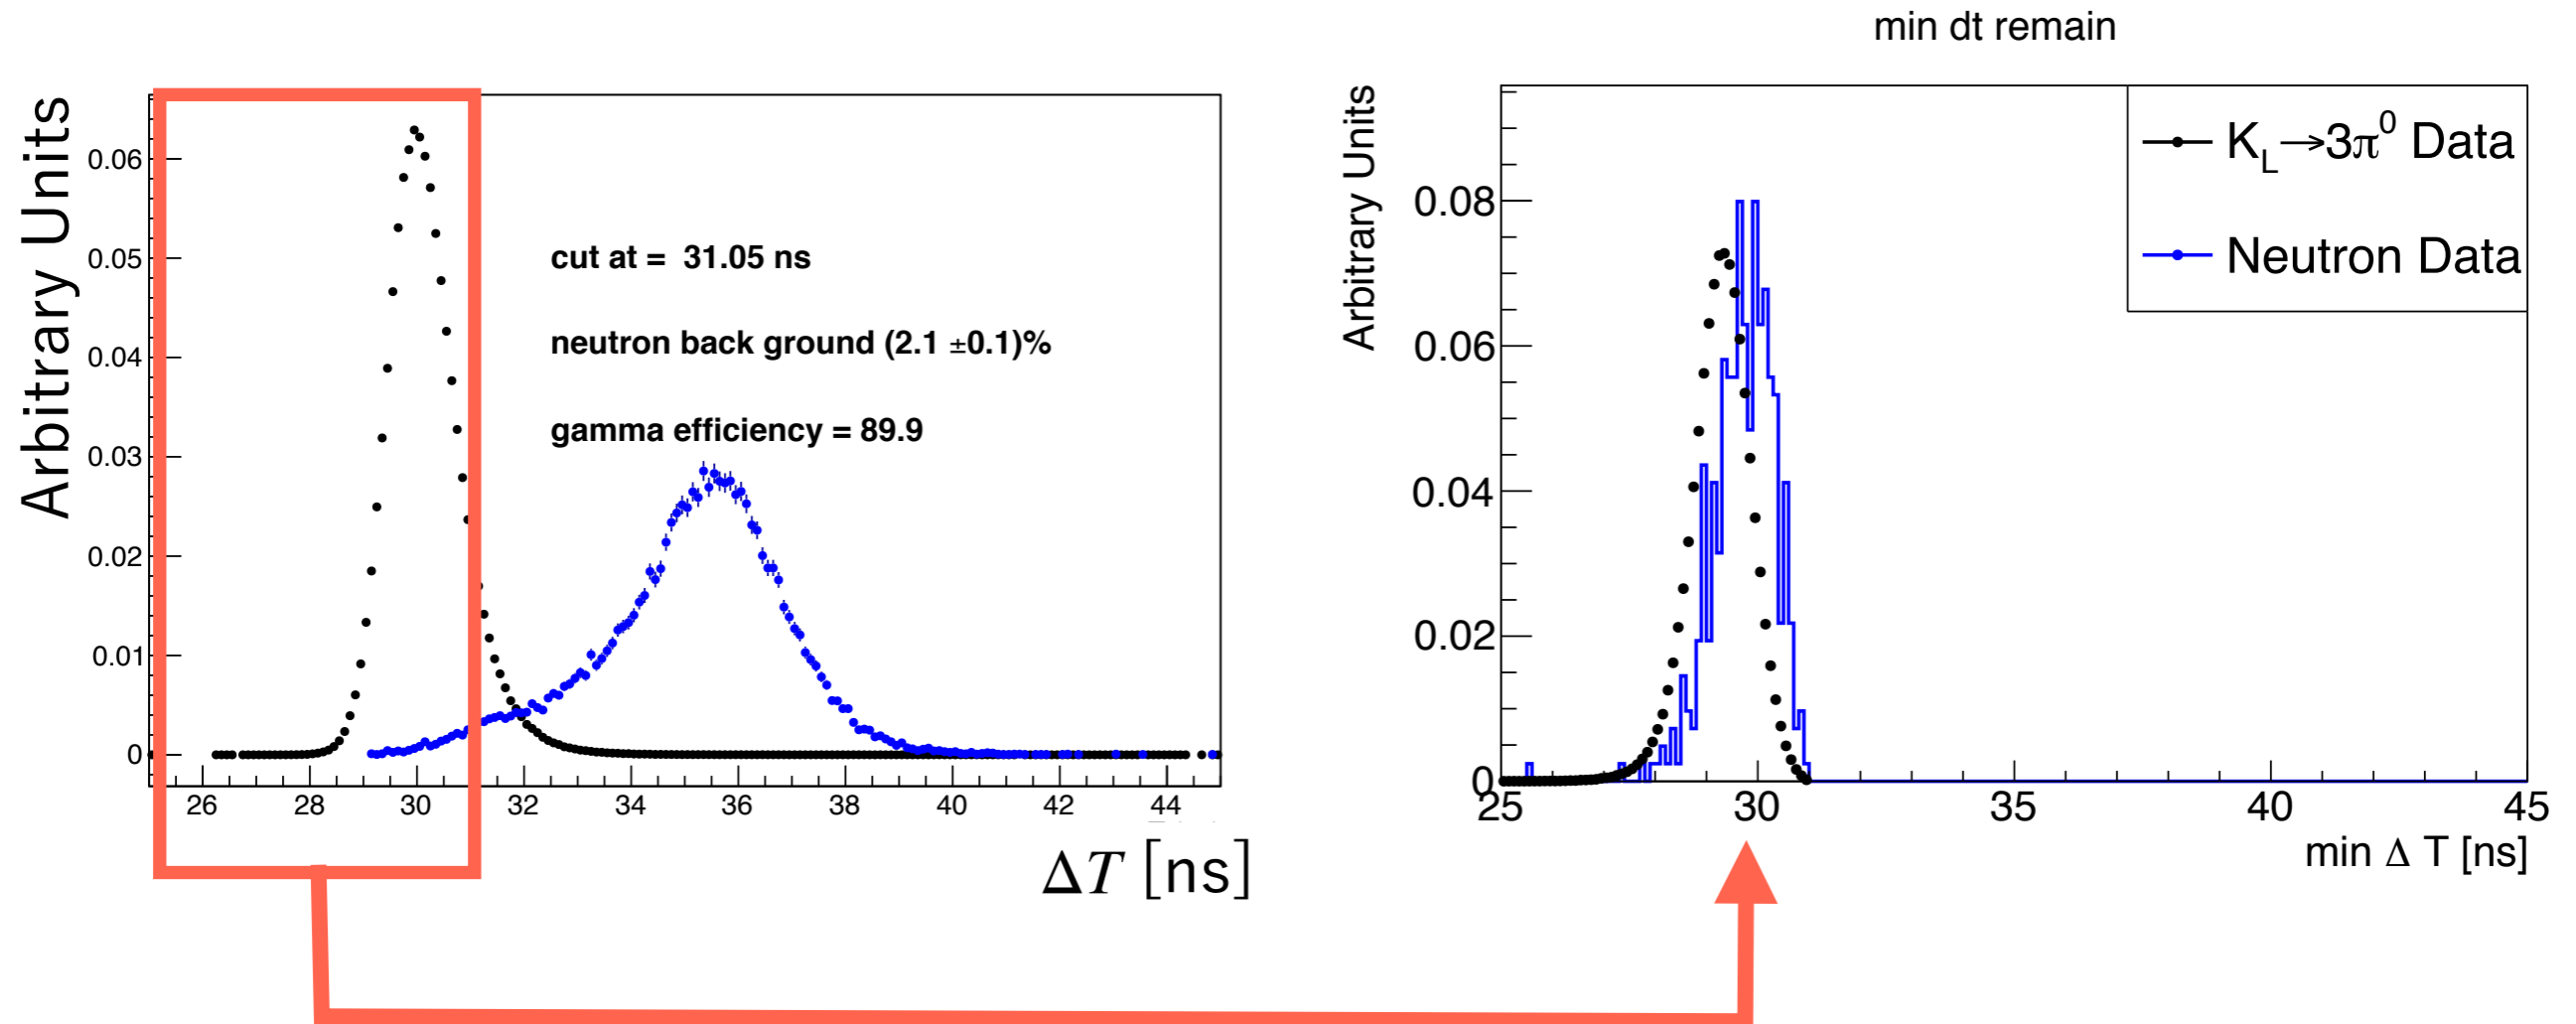 Arbitrary Units
0.06
0.05
0.04
0.03
0.02
0.01
0
cut at = 31.05 ns
neutron back ground (2.1 ±0.1)%
gamma efficiency = 89.9
26 28 30 32 34 36 38 40 42 44
ΔT [ns]
min dt remain
Arbitrary Units
0.08
0.06
0.04
0.02
0
K_L→3π⁰ Data
Neutron Data
25 30 35 40 45
min Δ T [ns]